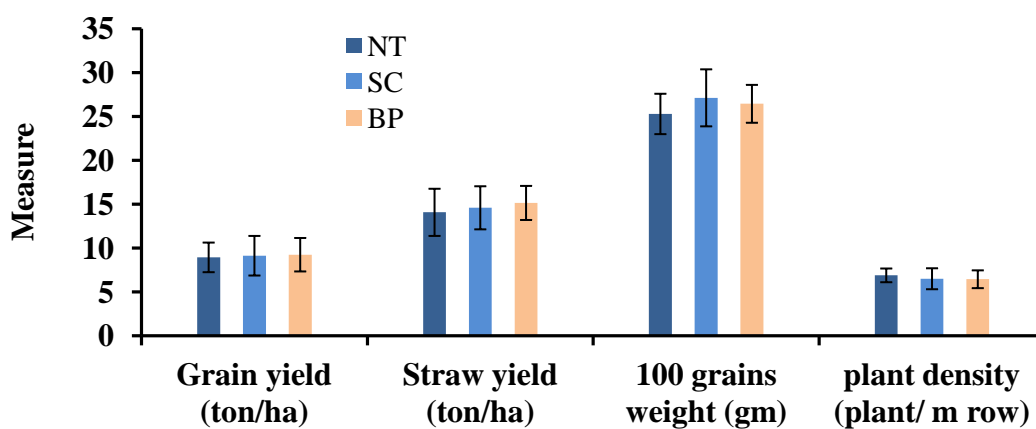 35
30
25
20
15
10
5
0
Measure
NT
SC
BP
Grain yield
(ton/ha)
Straw yield
(ton/ha)
100 grains
weight (gm)
plant density
(plant/ m row)